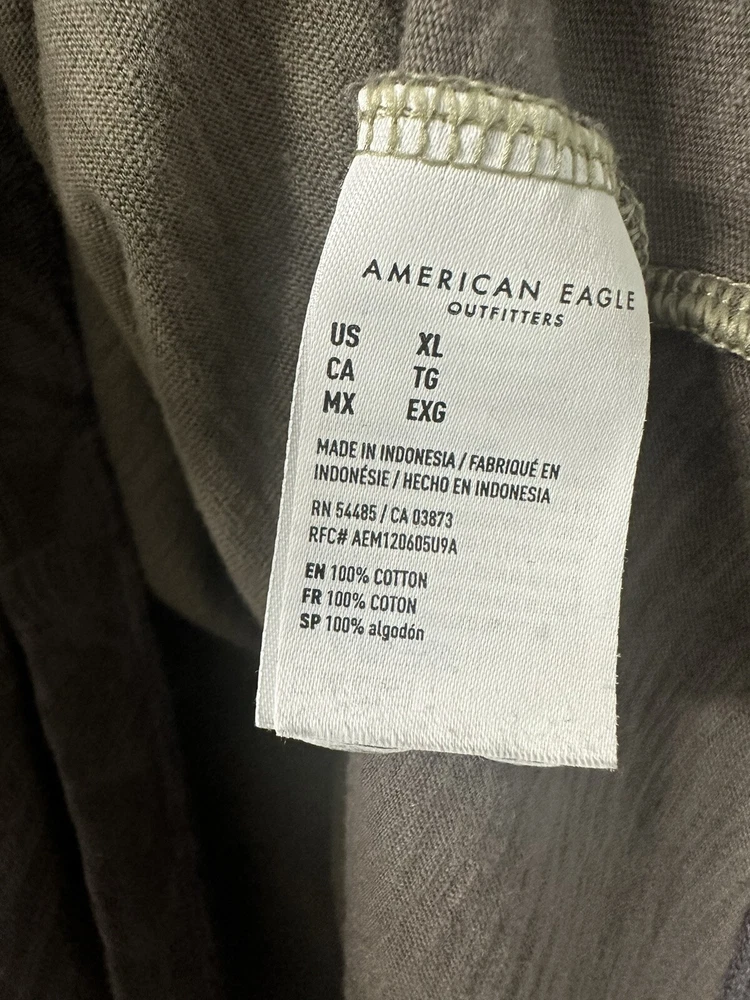 AMERICAN EAGLE
OUTFITTERS
US XL
CA TG
MX EXG
MADE IN INDONESIA / FABRIQUÉ EN
INDONÉSIE / HECHO EN INDONESIA
RN 54485 / CA 03873
RFC# AEM120605U9A
EN 100% COTTON
FR 100% COTON
SP 100% algodón